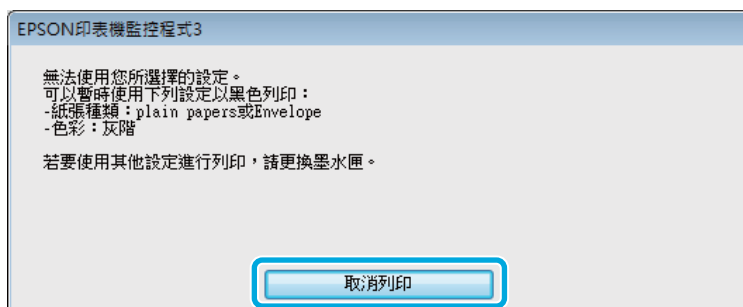 EPSON印表機監控程式3
無法使用您所選擇的設定。
可以暫時使用下列設定以黑色列印：
-紙張種類：plain papers或Envelope
-色彩：灰階
若要使用其他設定進行列印，請更換墨水匣。
取消列印